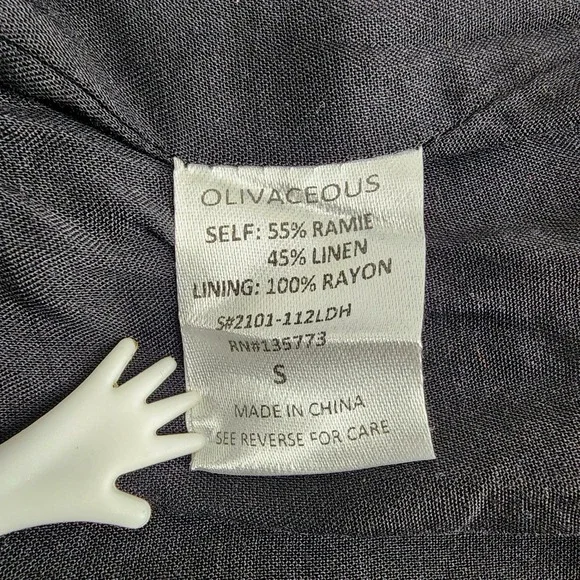 OLIVACEOUS
SELF: 55% RAMIE
45% LINEN
LINING: 100% RAYON
S#2101-112LDH
RN#135773
S
MADE IN CHINA
SEE REVERSE FOR CARE